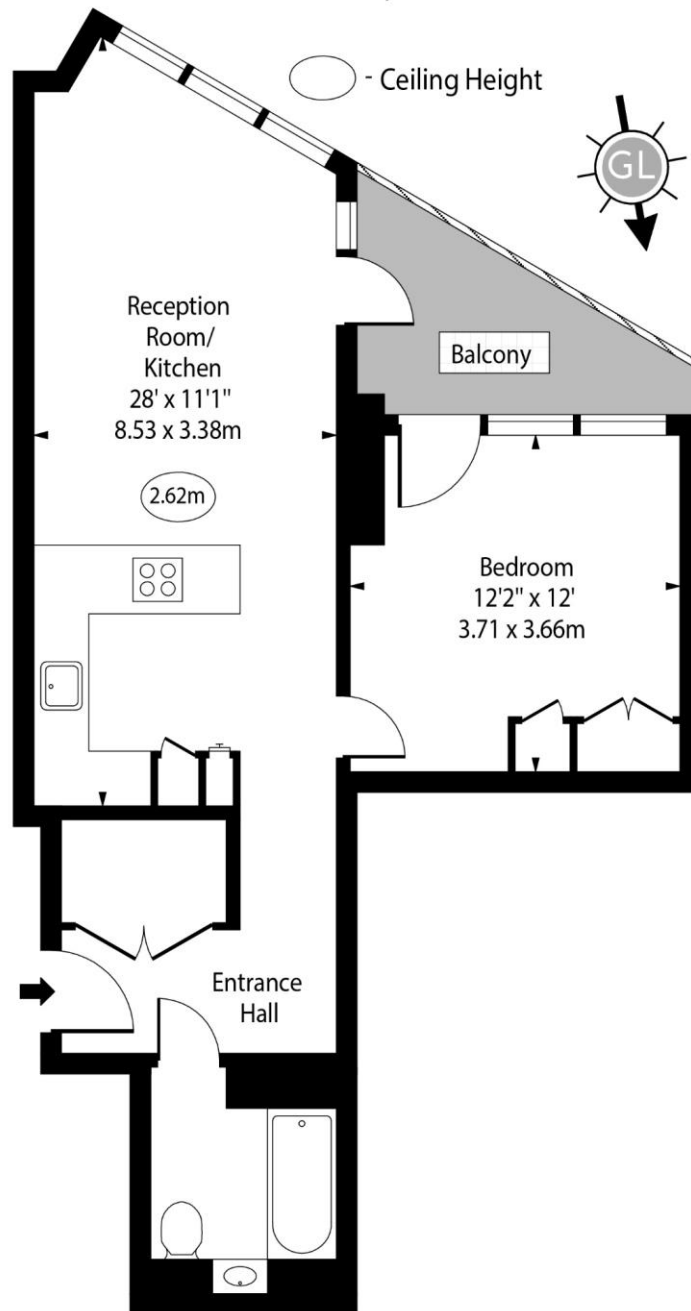 - Ceiling Height
GL
Reception
Room/
Kitchen
28' x 11'1"
8.53 x 3.38m
2.62m
Balcony
Bedroom
12'2" x 12'
3.71 x 3.66m
Entrance
Hall